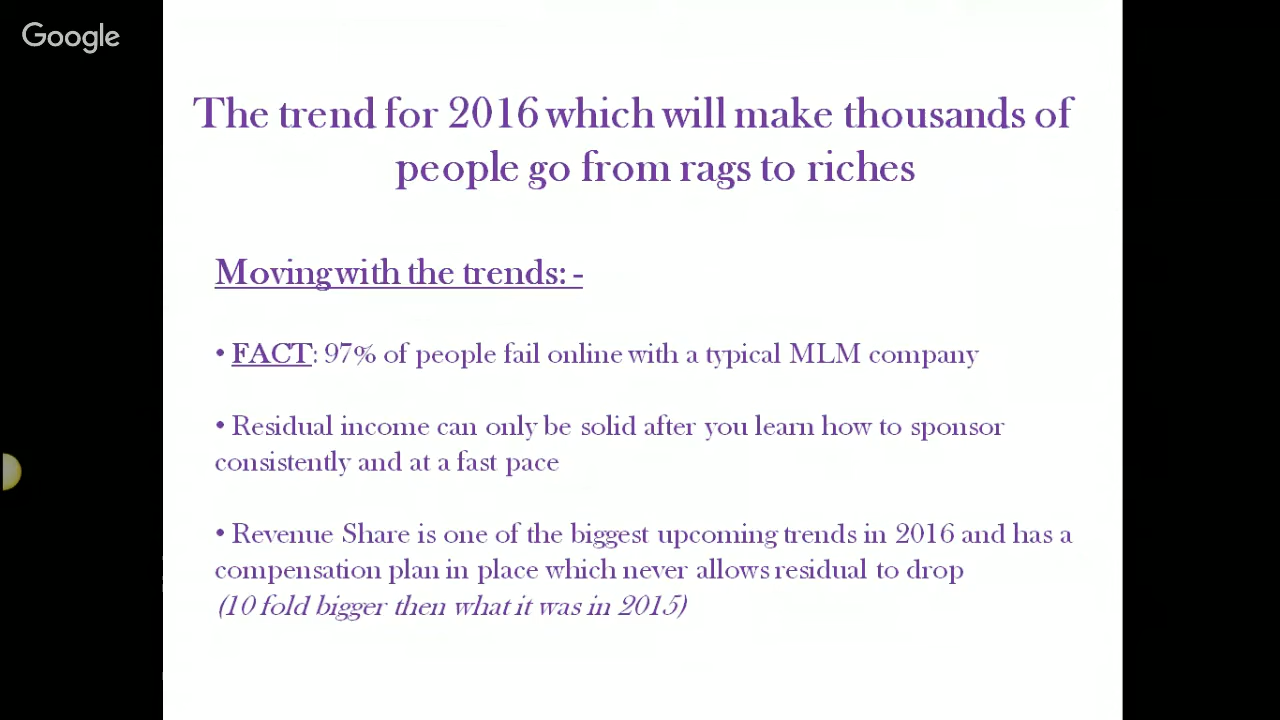 Google
The trend for 2016 which will make thousands of
people go from rags to riches
Moving with the trends: -
• FACT: 97% of people fail online with a typical MLM company
• Residual income can only be solid after you learn how to sponsor
consistently and at a fast pace
• Revenue Share is one of the biggest upcoming trends in 2016 and has a
compensation plan in place which never allows residual to drop
(10 fold bigger then what it was in 2015)